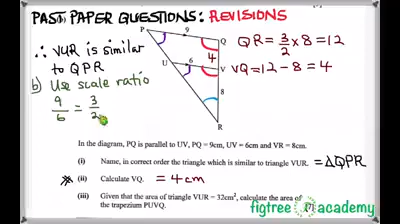 PAST PAPER QUESTIONS: REVISIONS
∴ VUR is similar
to QPR
b) Use scale ratio
9/6 = 3/2
P
9
Q
4
U
6
V
8
R
QR = 3/2 × 8 = 12
VQ = 12 - 8 = 4
In the diagram, PQ is parallel to UV, PQ = 9cm, UV = 6cm and VR = 8cm.
(i) Name, in correct order the triangle which is similar to triangle VUR. = ΔQPR
(ii) Calculate VQ. = 4cm
(iii) Given that the area of triangle VUR = 32cm², calculate the area of
the trapezium PUVQ.
figtree academy